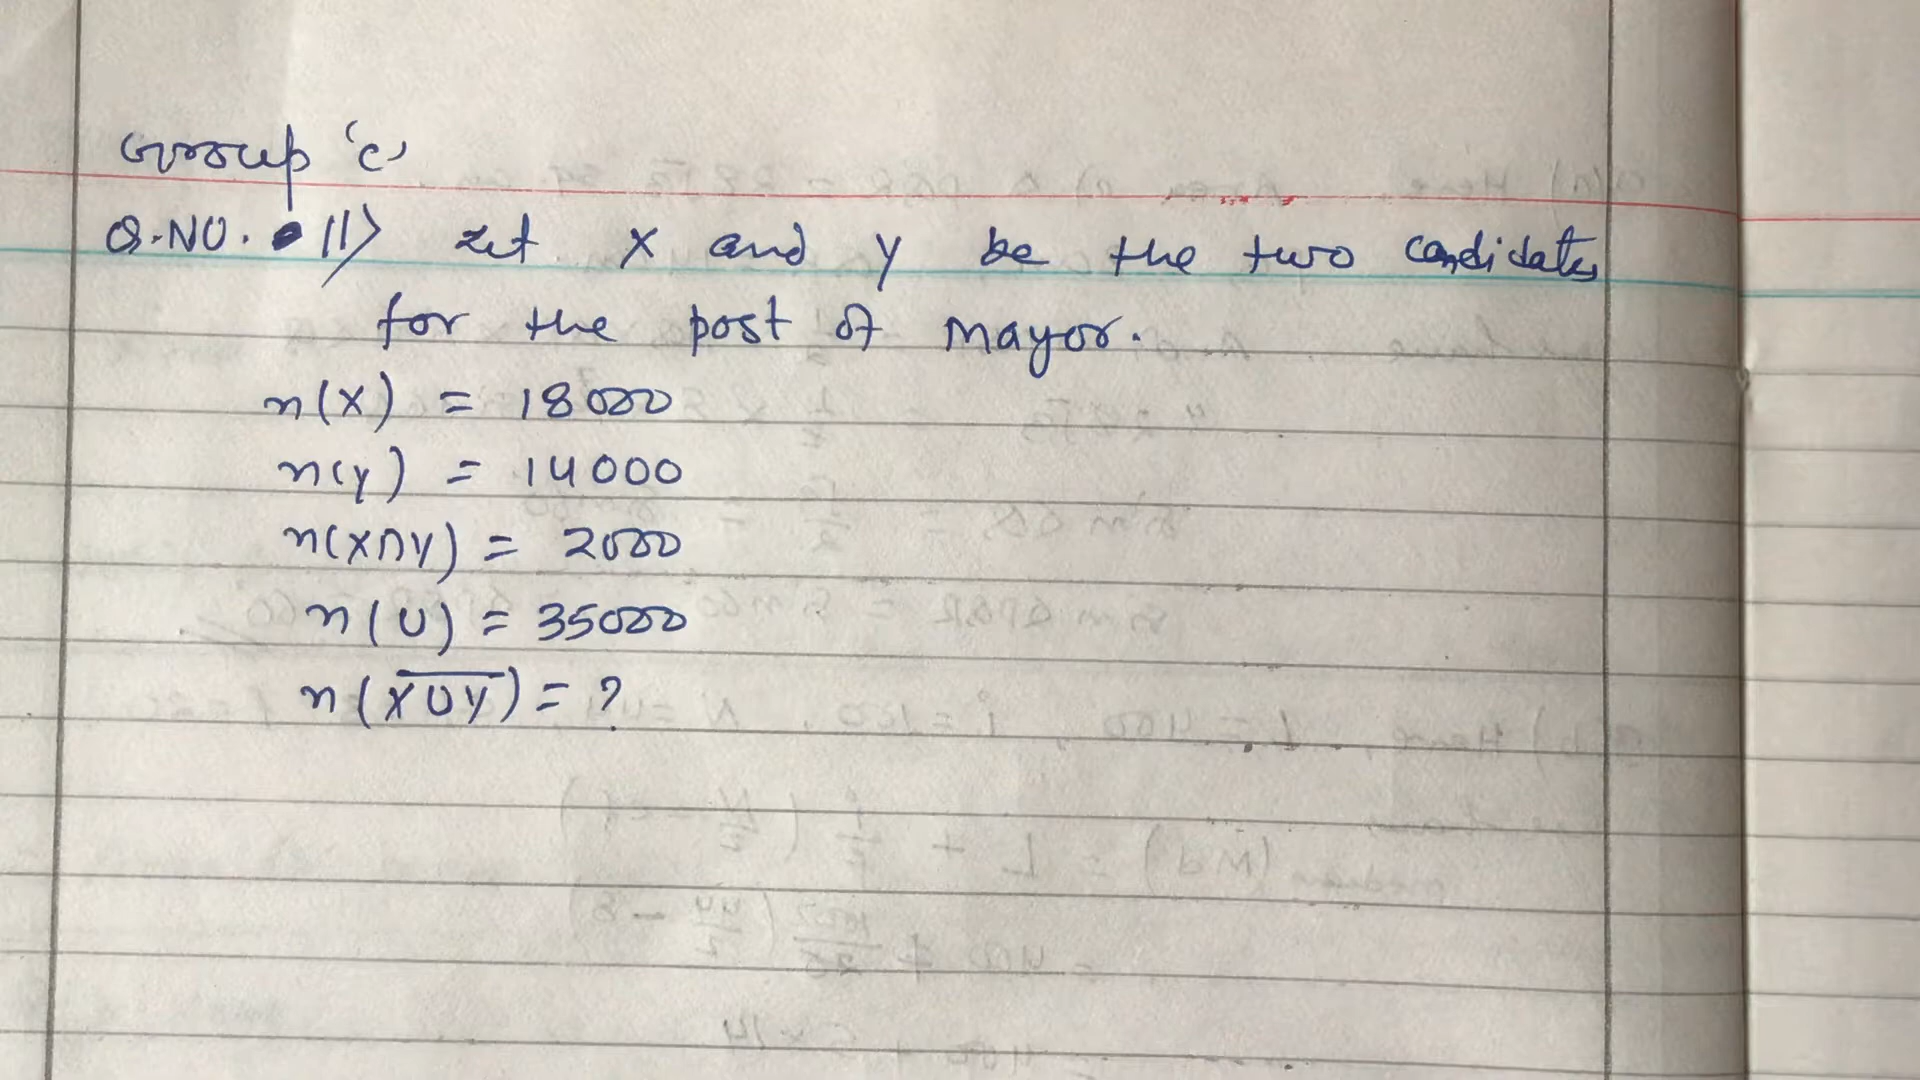 Group 'C'
Q.NO. 11) Let X and Y be the two candidates
for the post of mayor.
n(X) = 18000
n(Y) = 14000
n(X∩Y) = 2000
n(U) = 35000
n(X̅ ∪̅ Y̅) = ?